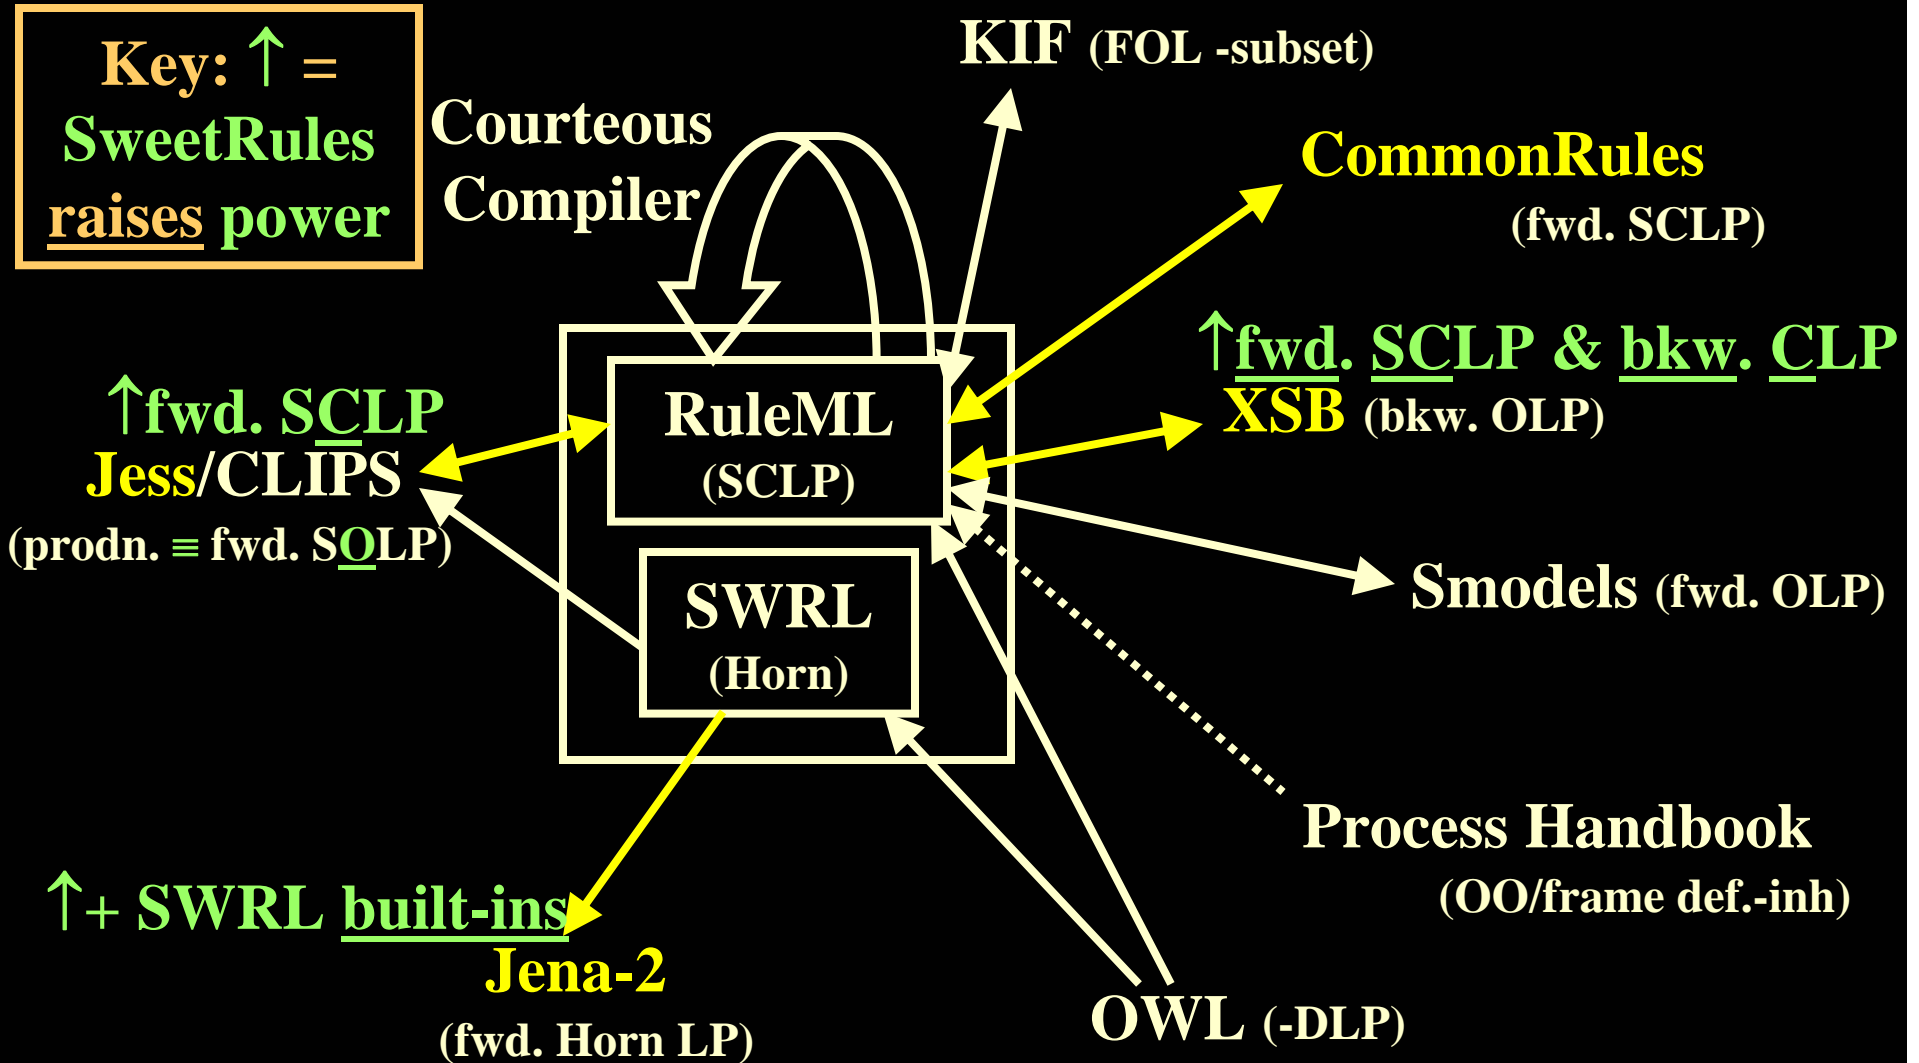 Key: ↑ =
SweetRules
raises power
Courteous
Compiler
KIF (FOL -subset)
CommonRules
(fwd. SCLP)
↑fwd. SCLP & bkw. CLP
XSB (bkw. OLP)
↑fwd. SCLP
Jess/CLIPS
(prodn. ≡ fwd. SOLP)
RuleML
(SCLP)
SWRL
(Horn)
Smodels (fwd. OLP)
Process Handbook
(OO/frame def.-inh)
↑+ SWRL built-ins
Jena-2
(fwd. Horn LP)
OWL (-DLP)